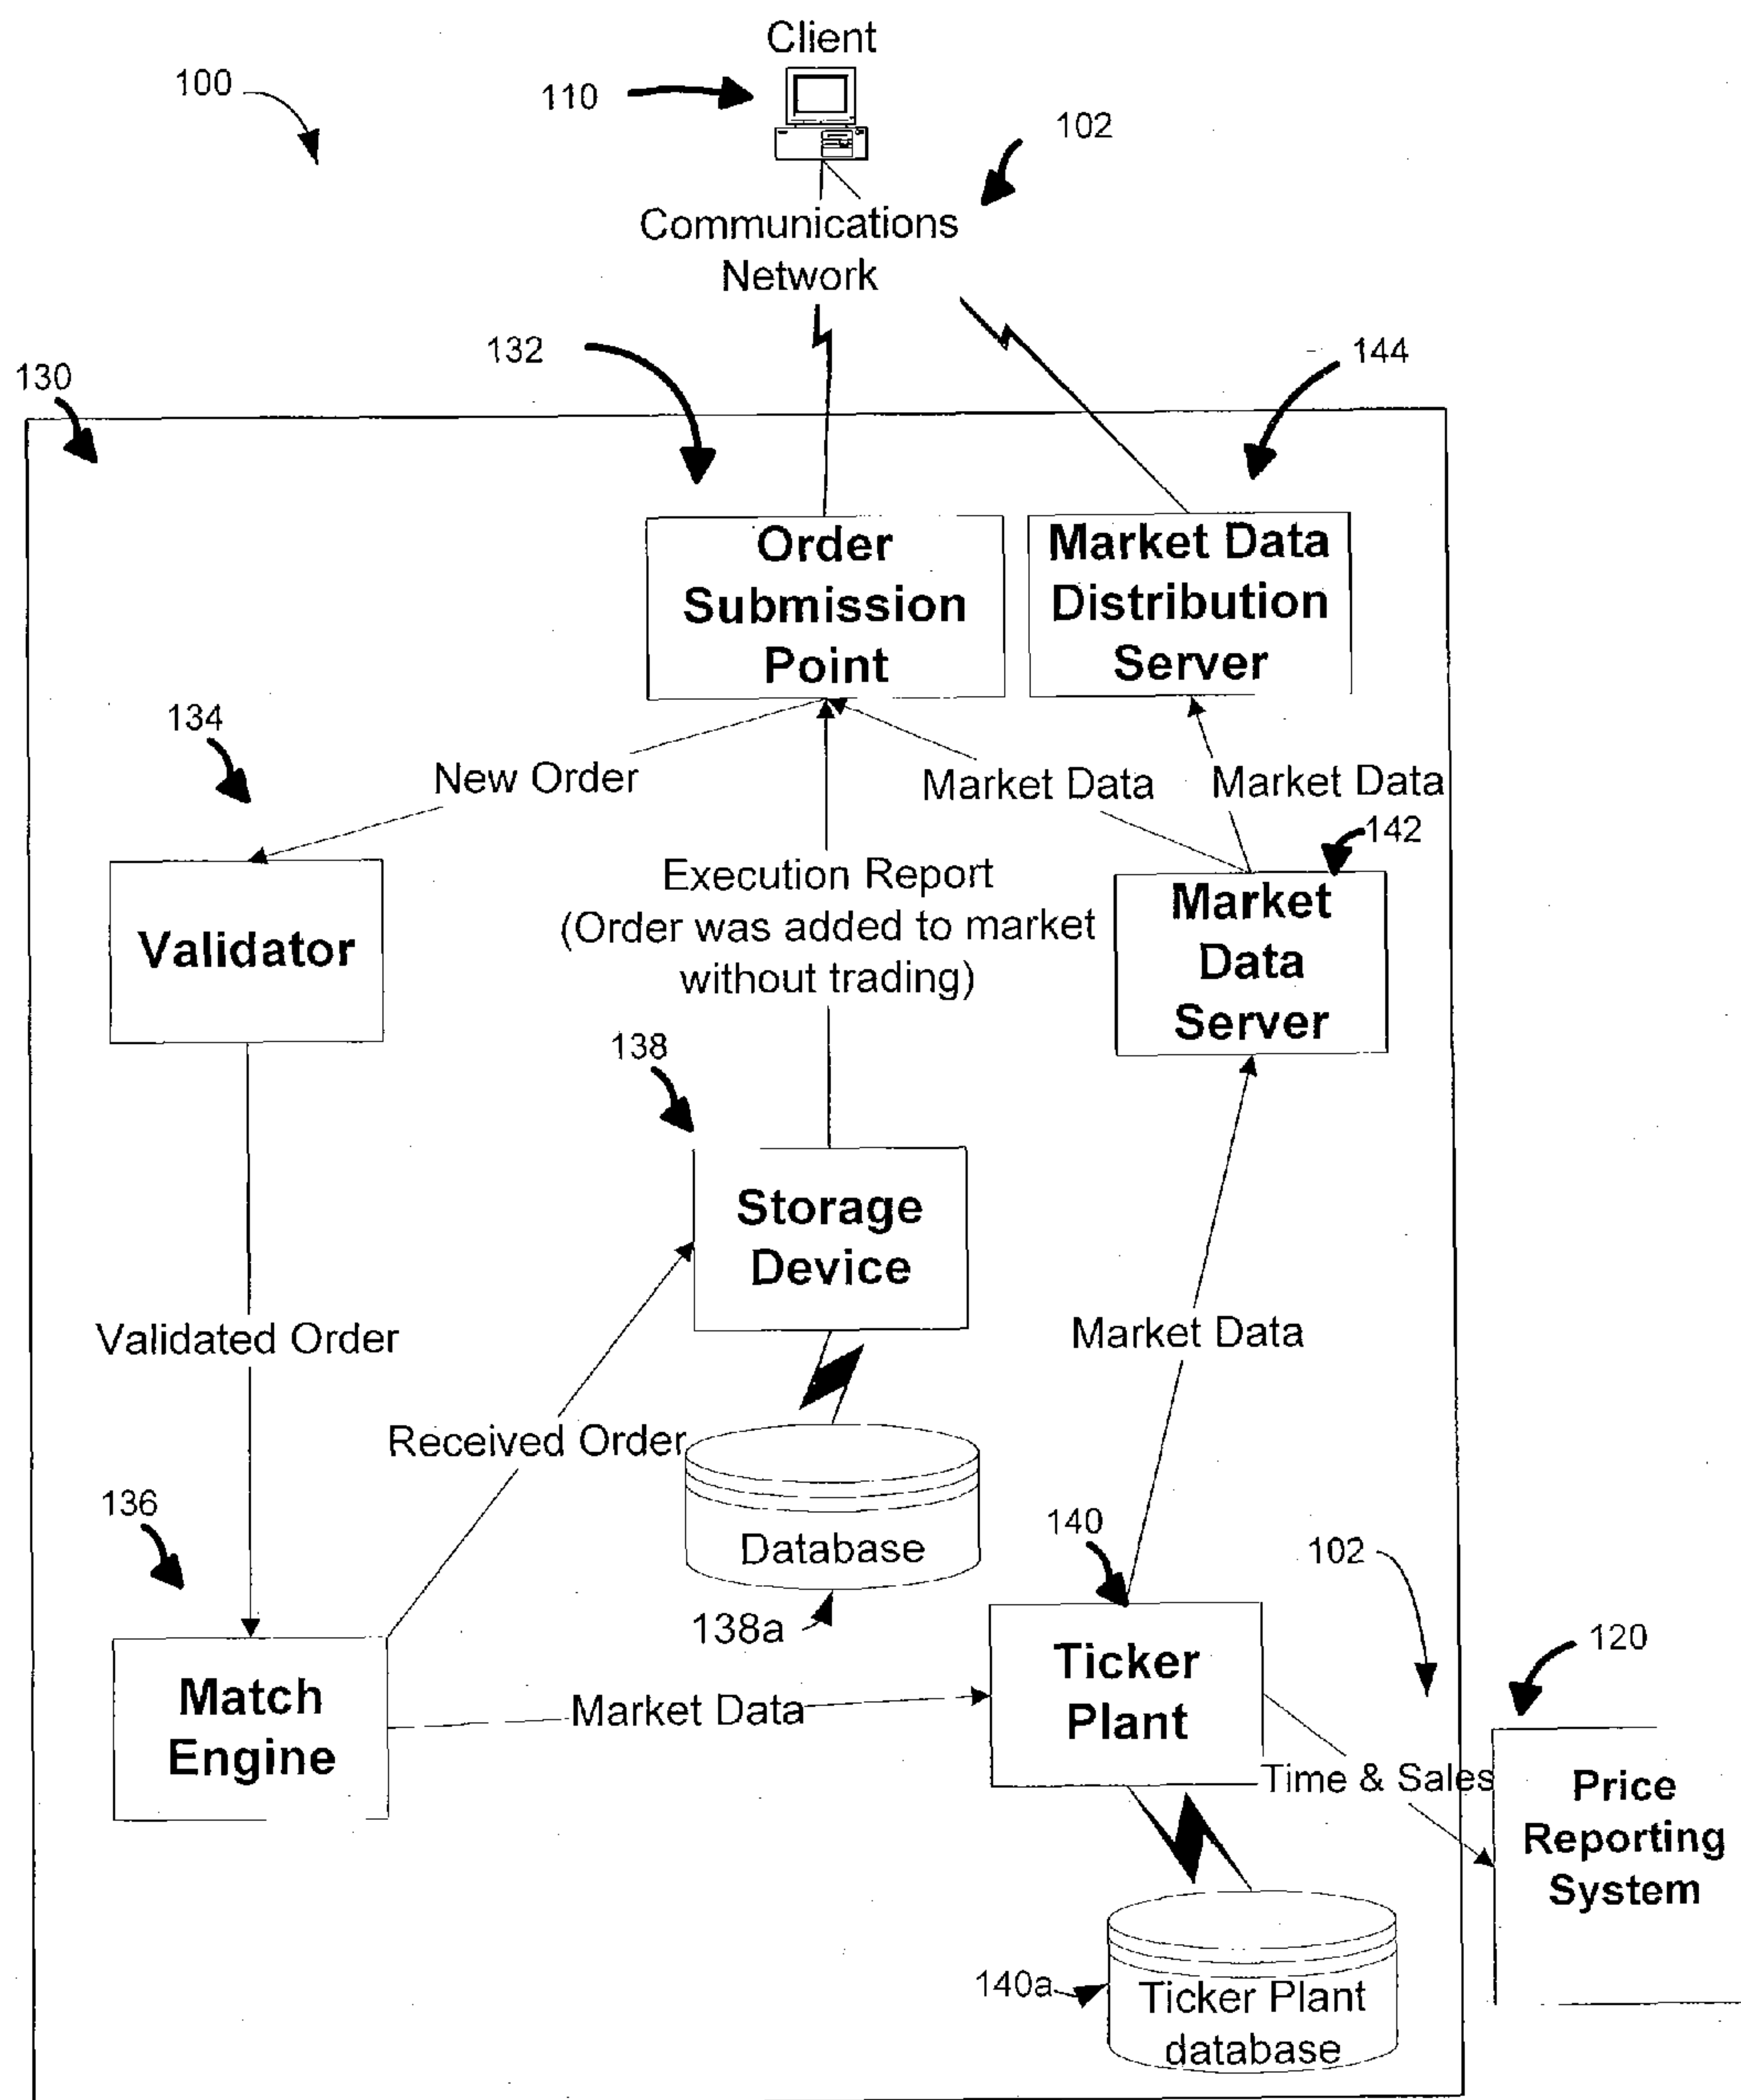 Client
100
110
102
Communications
Network
132
144
130
Order
Submission
Point
Market Data
Distribution
Server
134
New Order
Market Data
Market Data
142
Execution Report
(Order was added to market
without trading)
Validator
Market
Data
Server
138
Storage
Device
Validated Order
Market Data
Received Order
136
Database
140
102
138a
120
Match
Engine
Market Data
Ticker
Plant
Time & Sales
Price
Reporting
System
140a
Ticker Plant
database